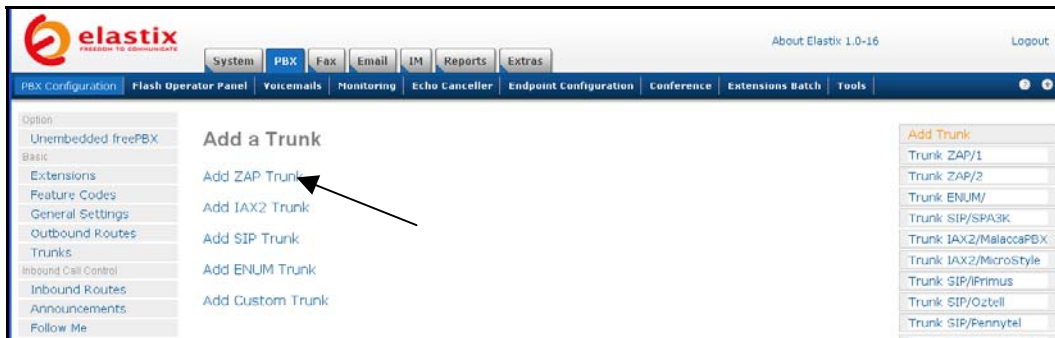 elastix
FREEDOM TO COMMUNICATE
About Elastix 1.0-16
Logout
System PBX Fax Email IM Reports Extras
PBX Configuration Flash Operator Panel Voicemails Monitoring Echo Canceller Endpoint Configuration Conference Extensions Batch Tools
Option
Unembedded freePBX
Basic
Extensions
Feature Codes
General Settings
Outbound Routes
Trunks
Inbound Call Control
Inbound Routes
Announcements
Follow Me
Add a Trunk
Add ZAP Trunk
Add IAX2 Trunk
Add SIP Trunk
Add ENUM Trunk
Add Custom Trunk
Add Trunk
Trunk ZAP/1
Trunk ZAP/2
Trunk ENUM/
Trunk SIP/SPA3K
Trunk IAX2/MalaccaPBX
Trunk IAX2/MicroStyle
Trunk SIP/iPrimus
Trunk SIP/Oztell
Trunk SIP/Pennytel